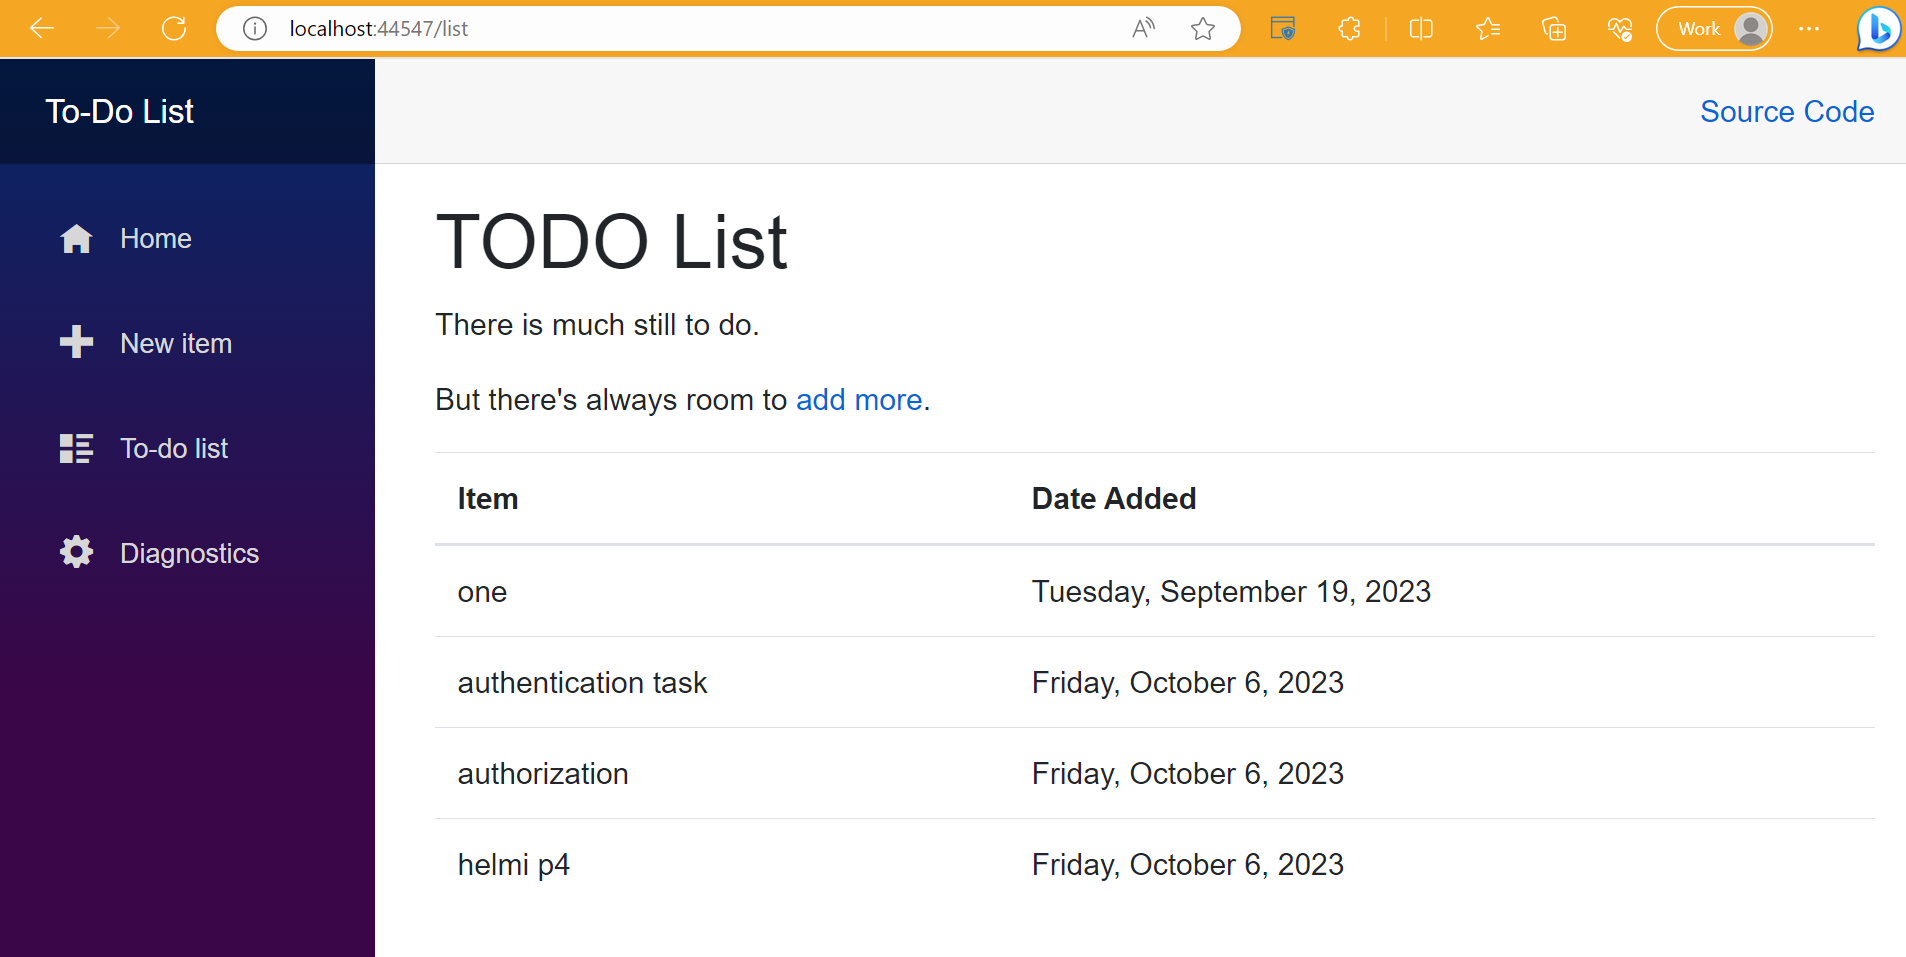 localhost:44547/list
Work
To-Do List
Source Code
Home
New item
To-do list
Diagnostics
TODO List
There is much still to do.
But there's always room to add more.
Item Date Added
one Tuesday, September 19, 2023
authentication task Friday, October 6, 2023
authorization Friday, October 6, 2023
helmi p4 Friday, October 6, 2023